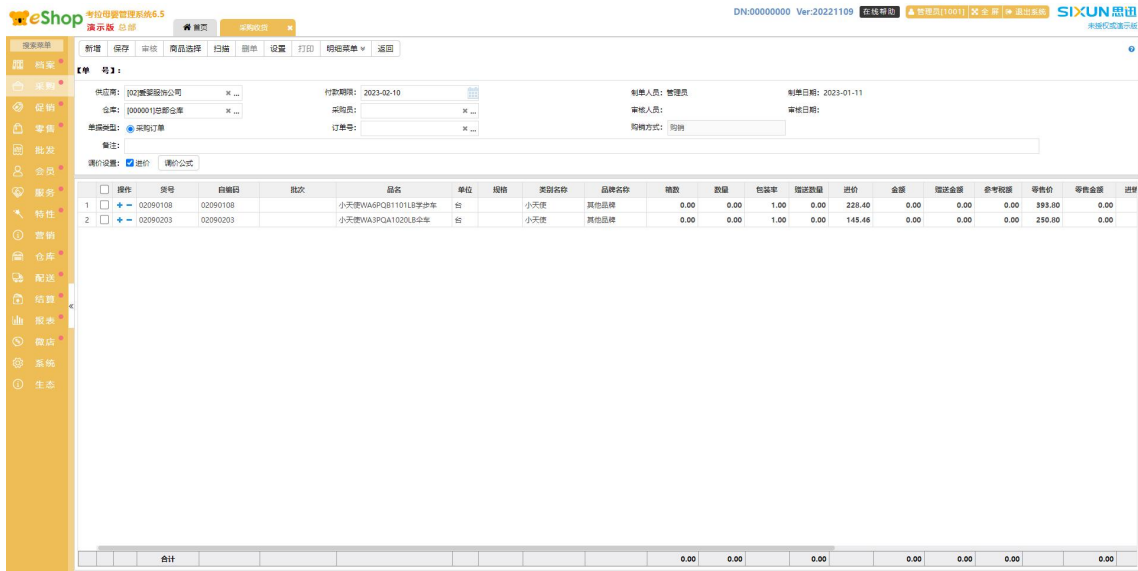 eShop 考拉母婴管理系统6.5
演示版 总部
首页 采购收货
DN:00000000 Ver:20221109 在线帮助 管理员[1001] 全 屏 退出系统 SIXUN思迅
未授权或演示版
搜索菜单
档案
采购
促销
零售
批发
会员
服务
特性
营销
仓库
配送
结算
报表
微店
系统
生态
新增 保存 审核 商品选择 扫描 删单 设置 打印 明细菜单 返回
【单 号】:
供应商: [02]爱婴服饰公司 付款期限: 2023-02-10 制单人员: 管理员 制单日期: 2023-01-11
仓库: [000001]总部仓库 采购员: 审核人员: 审核日期:
单据类型: 采购订单 订单号: 购销方式: 购销
备注:
调价设置: 进价 调价公式
操作 货号 自编码 批次 品名 单位 规格 类别名称 品牌名称 箱数 数量 包装率 赠送数量 进价 金额 赠送金额 参考税额 零售价 零售金额 进销
1 02090108 02090108 小天使WA6PQB1101LB学步车 台 小天使 其他品牌 0.00 0.00 1.00 0.00 228.40 0.00 0.00 0.00 393.80 0.00
2 02090203 02090203 小天使WA3PQA1020LB伞车 台 小天使 其他品牌 0.00 0.00 1.00 0.00 145.46 0.00 0.00 0.00 250.80 0.00
合计 0.00 0.00 0.00 0.00 0.00 0.00 0.00